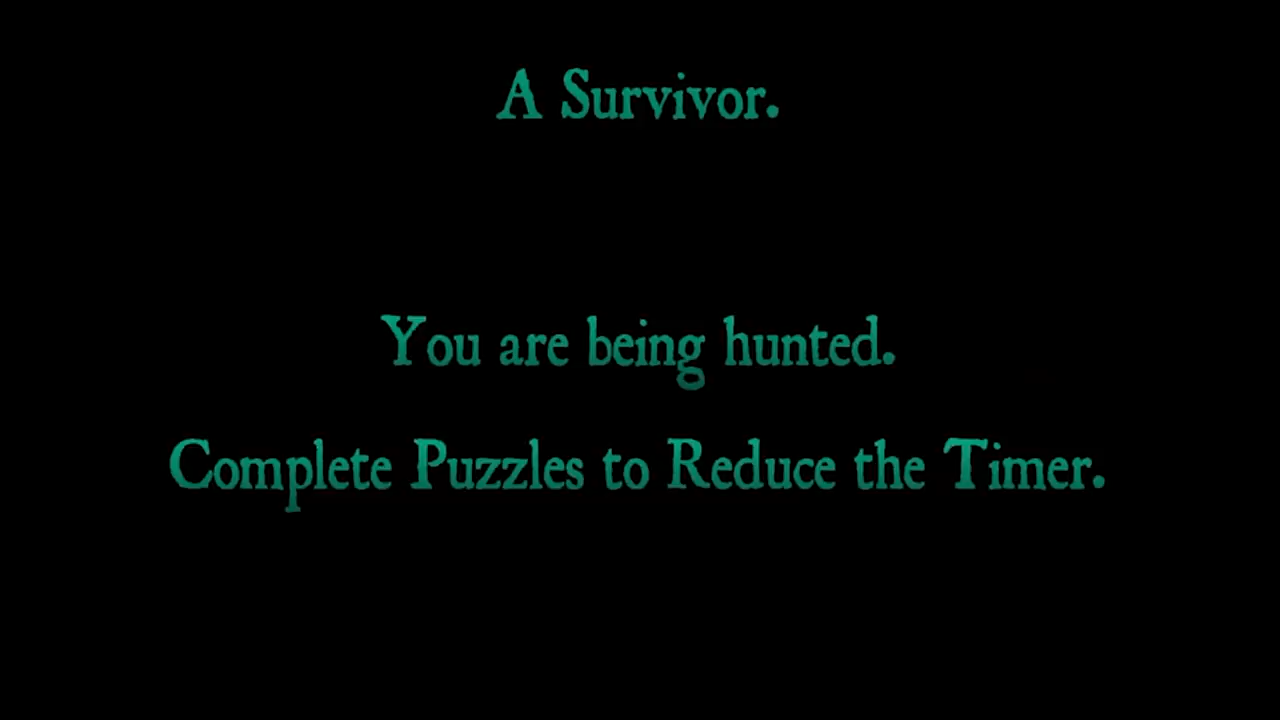 A Survivor.
You are being hunted.
Complete Puzzles to Reduce the Timer.